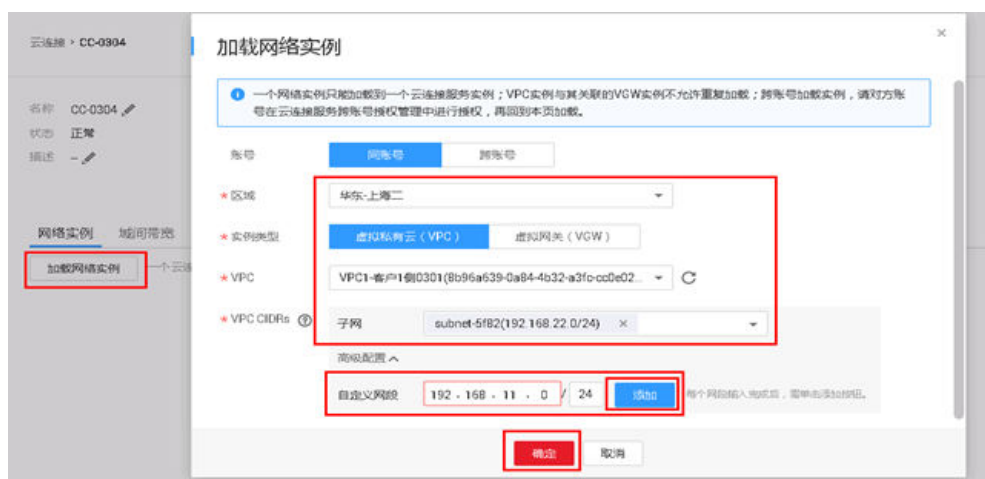 云连接 > CC-0304
加载网络实例
一个网络实例只能加载到一个云连接服务实例；VPC实例与其关联的VGW实例不允许重复加载；跨账号加载实例，请对方账
号在云连接服务跨账号授权管理中进行授权，再回到本页加载。
名称 CC-0304
状态 正常
描述 --
账号 同账号 跨账号
* 区域 华东-上海二
网络实例 域间带宽
* 实例类型 虚拟私有云（VPC） 虚拟网关（VGW）
加载网络实例 一个云连
* VPC VPC1-客户1侧0301(8b96a639-0a84-4b32-a3fc-cc0e02...
* VPC CIDRs 子网 subnet-5f82(192.168.22.0/24) ×
高级配置
自定义网段 192 . 168 . 11 . 0 / 24 添加 每个网段输入完成后，需单击添加按钮。
确定 取消